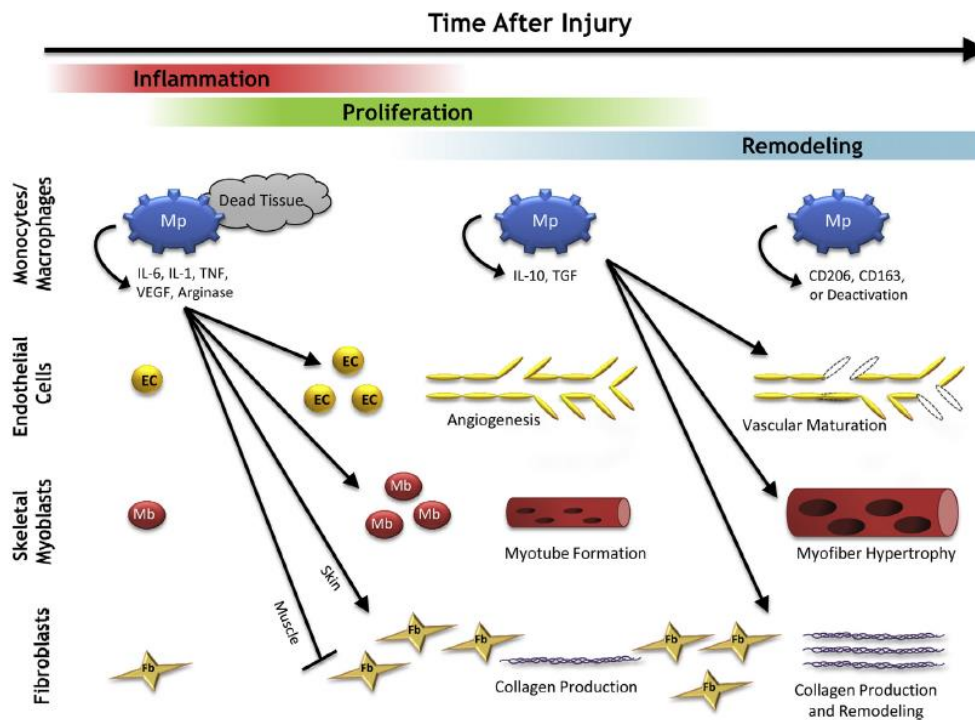 Time After Injury
Inflammation
Proliferation
Remodeling
Monocytes/
Macrophages
Mp
Dead Tissue
IL-6, IL-1, TNF,
VEGF, Arginase
Mp
IL-10, TGF
Mp
CD206, CD163,
or Deactivation
Endothelial
Cells
EC
EC
EC
EC
Angiogenesis
Vascular Maturation
Skeletal
Myoblasts
Mb
Mb
Mb
Mb
Myotube Formation
Myofiber Hypertrophy
Skin
Muscle
Fibroblasts
Fb
Fb
Fb
Fb
Collagen Production
Fb
Fb
Fb
Collagen Production
and Remodeling